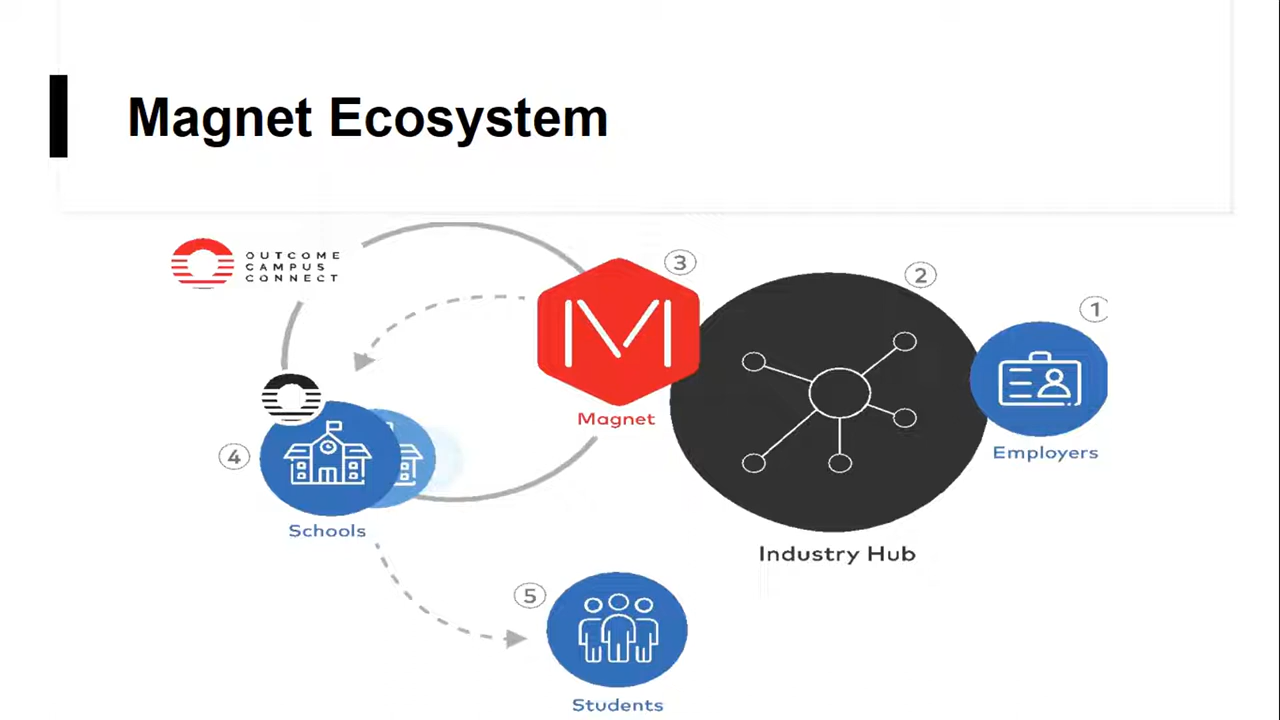 Magnet Ecosystem
OUTCOME
CAMPUS
CONNECT
3
2
1
M
Magnet
Employers
4
Schools
Industry Hub
5
Students